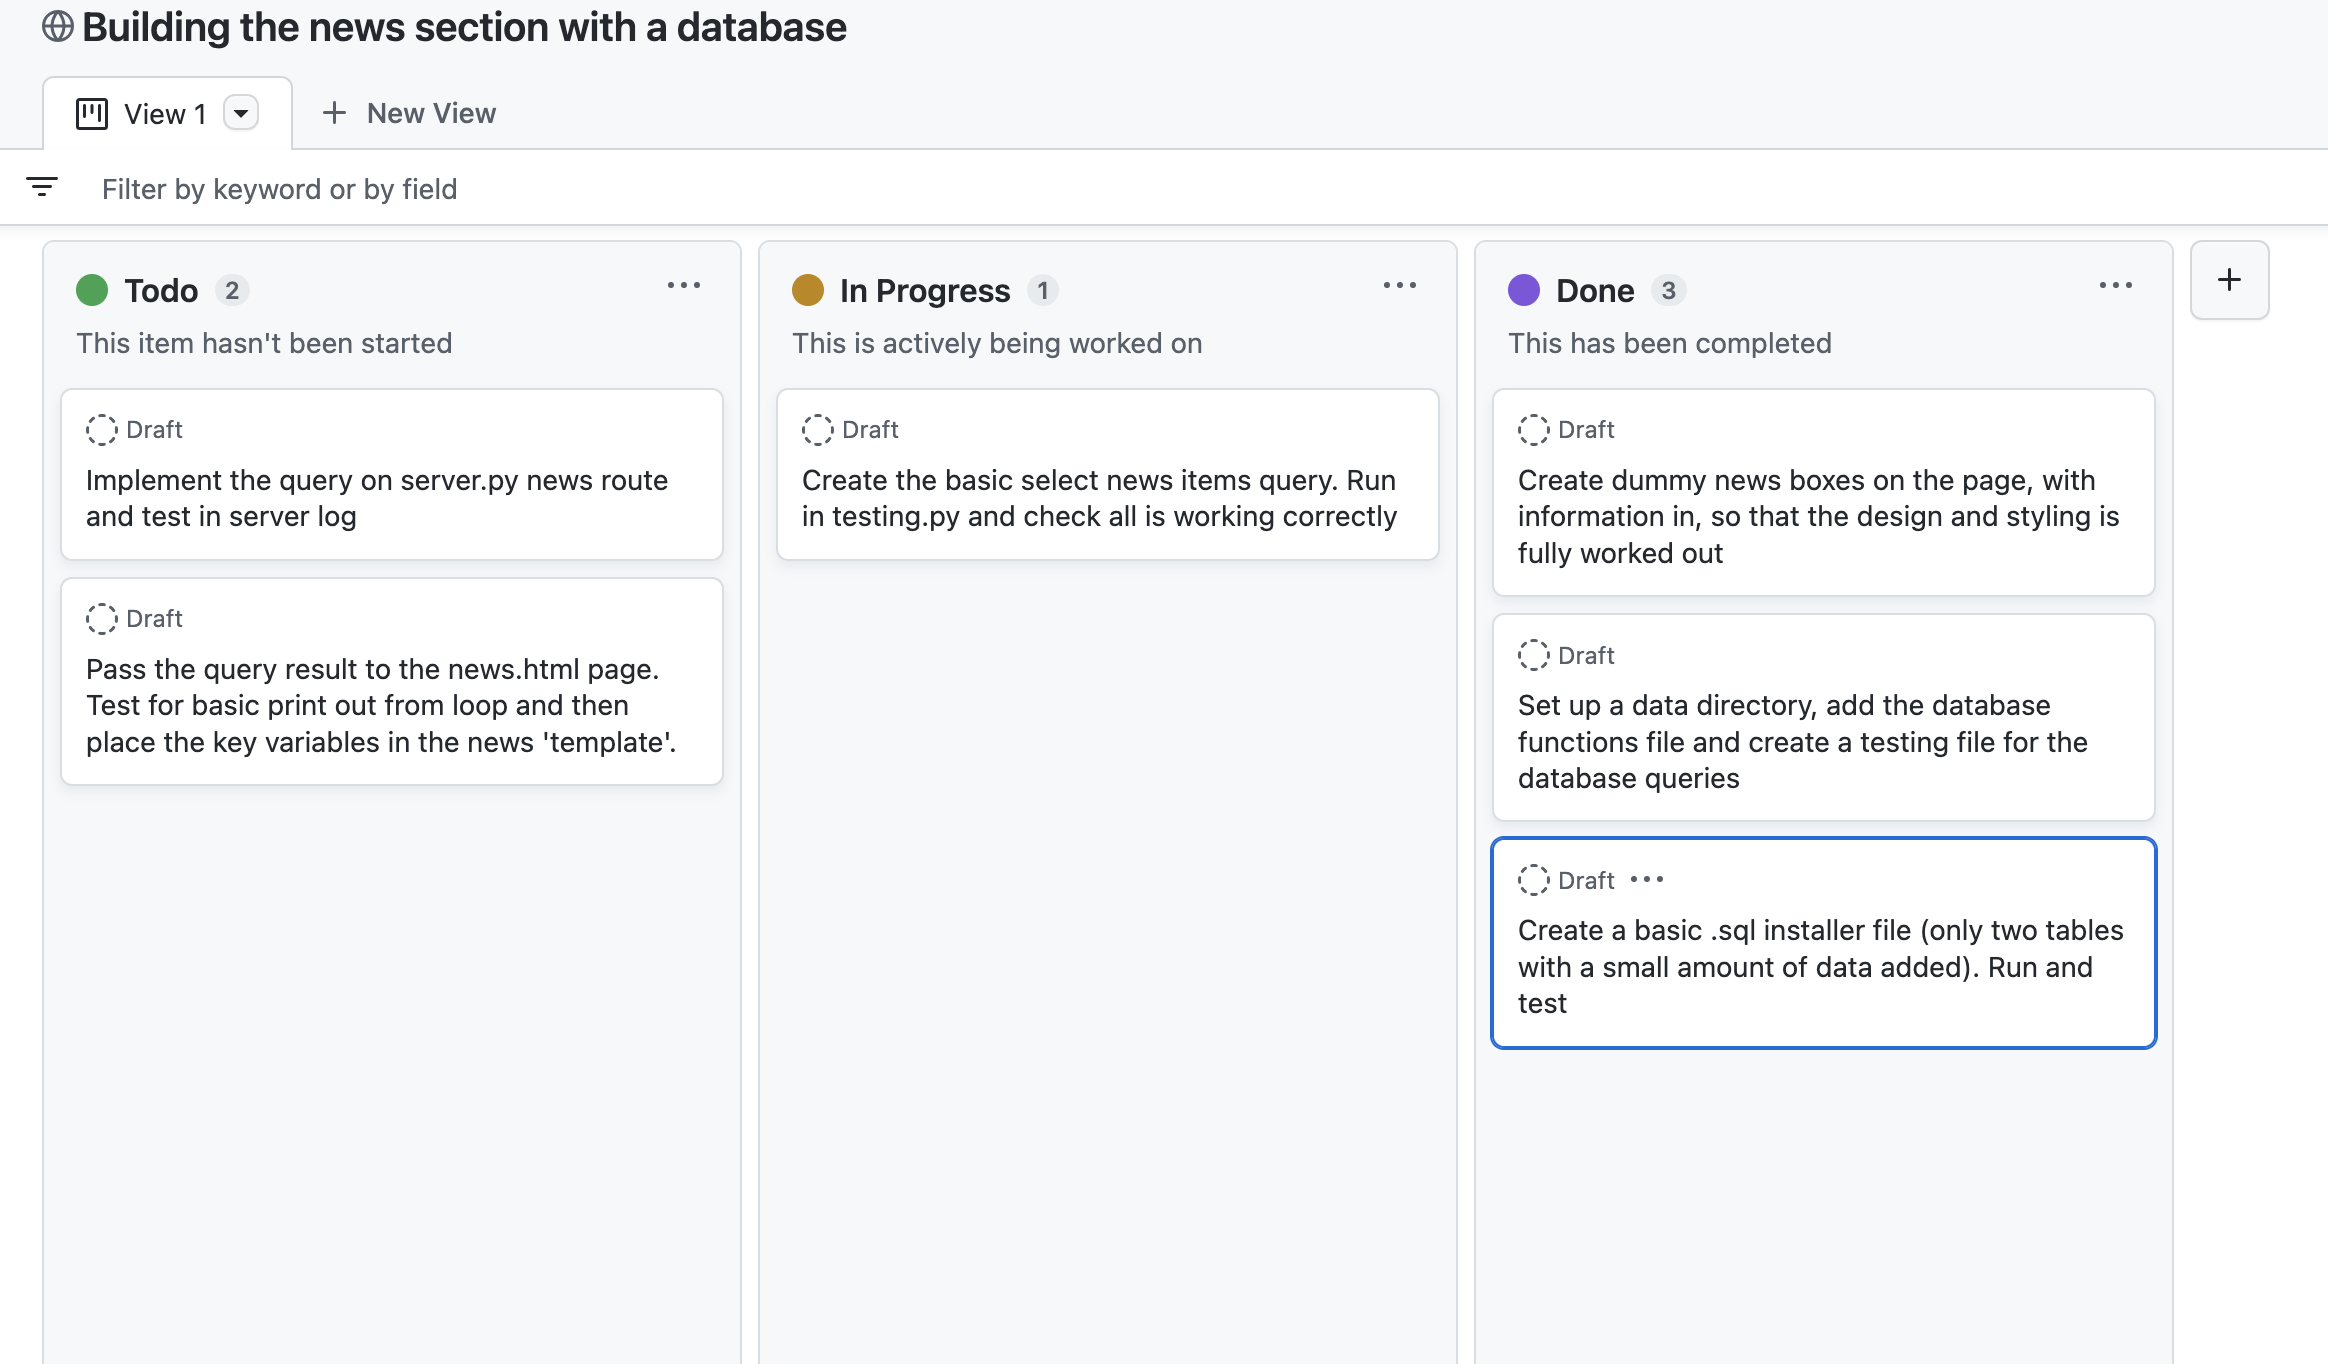 Building the news section with a database
View 1
New View
Filter by keyword or by field
Todo 2
This item hasn't been started
Draft
Implement the query on server.py news route
and test in server log
Draft
Pass the query result to the news.html page.
Test for basic print out from loop and then
place the key variables in the news 'template'.
In Progress 1
This is actively being worked on
Draft
Create the basic select news items query. Run
in testing.py and check all is working correctly
Done 3
This has been completed
Draft
Create dummy news boxes on the page, with
information in, so that the design and styling is
fully worked out
Draft
Set up a data directory, add the database
functions file and create a testing file for the
database queries
Draft
Create a basic .sql installer file (only two tables
with a small amount of data added). Run and
test